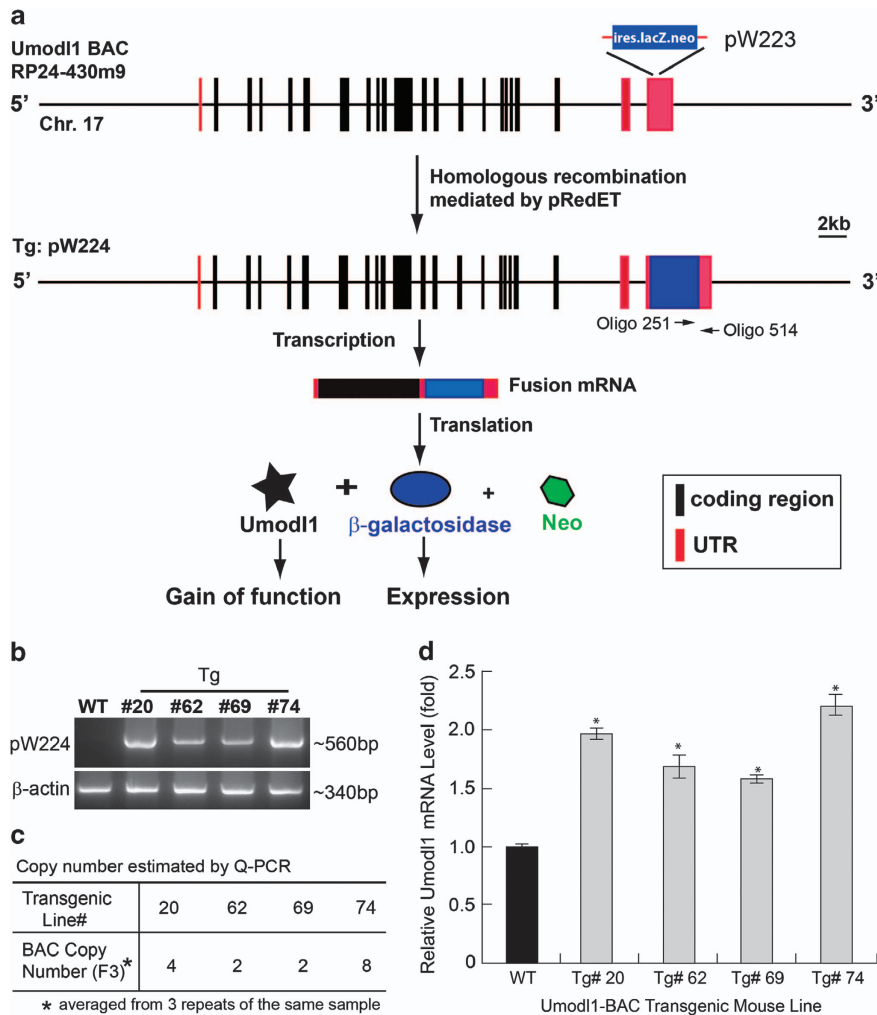 a
Umodl1 BAC
RP24-430m9
ires.lacZ.neo
pW223
5’
3’
Chr. 17
Homologous recombination
mediated by pRedET
2kb
Tg: pW224
5’
3’
Oligo 251
Oligo 514
Transcription
Fusion mRNA
Translation
+
+
Umodl1
β-galactosidase
Neo
coding region
UTR
Gain of function
Expression
b
Tg
WT #20 #62 #69 #74
pW224
~560bp
β-actin
~340bp
c
Copy number estimated by Q-PCR
Transgenic
Line#
20 62 69 74
BAC Copy
Number (F3)*
4 2 2 8
* averaged from 3 repeats of the same sample
d
Relative Umodl1 mRNA Level (fold)
2.5
2.0
1.5
1.0
0.5
0
*
*
*
*
WT Tg# 20 Tg# 62 Tg# 69 Tg# 74
Umodl1-BAC Transgenic Mouse Line